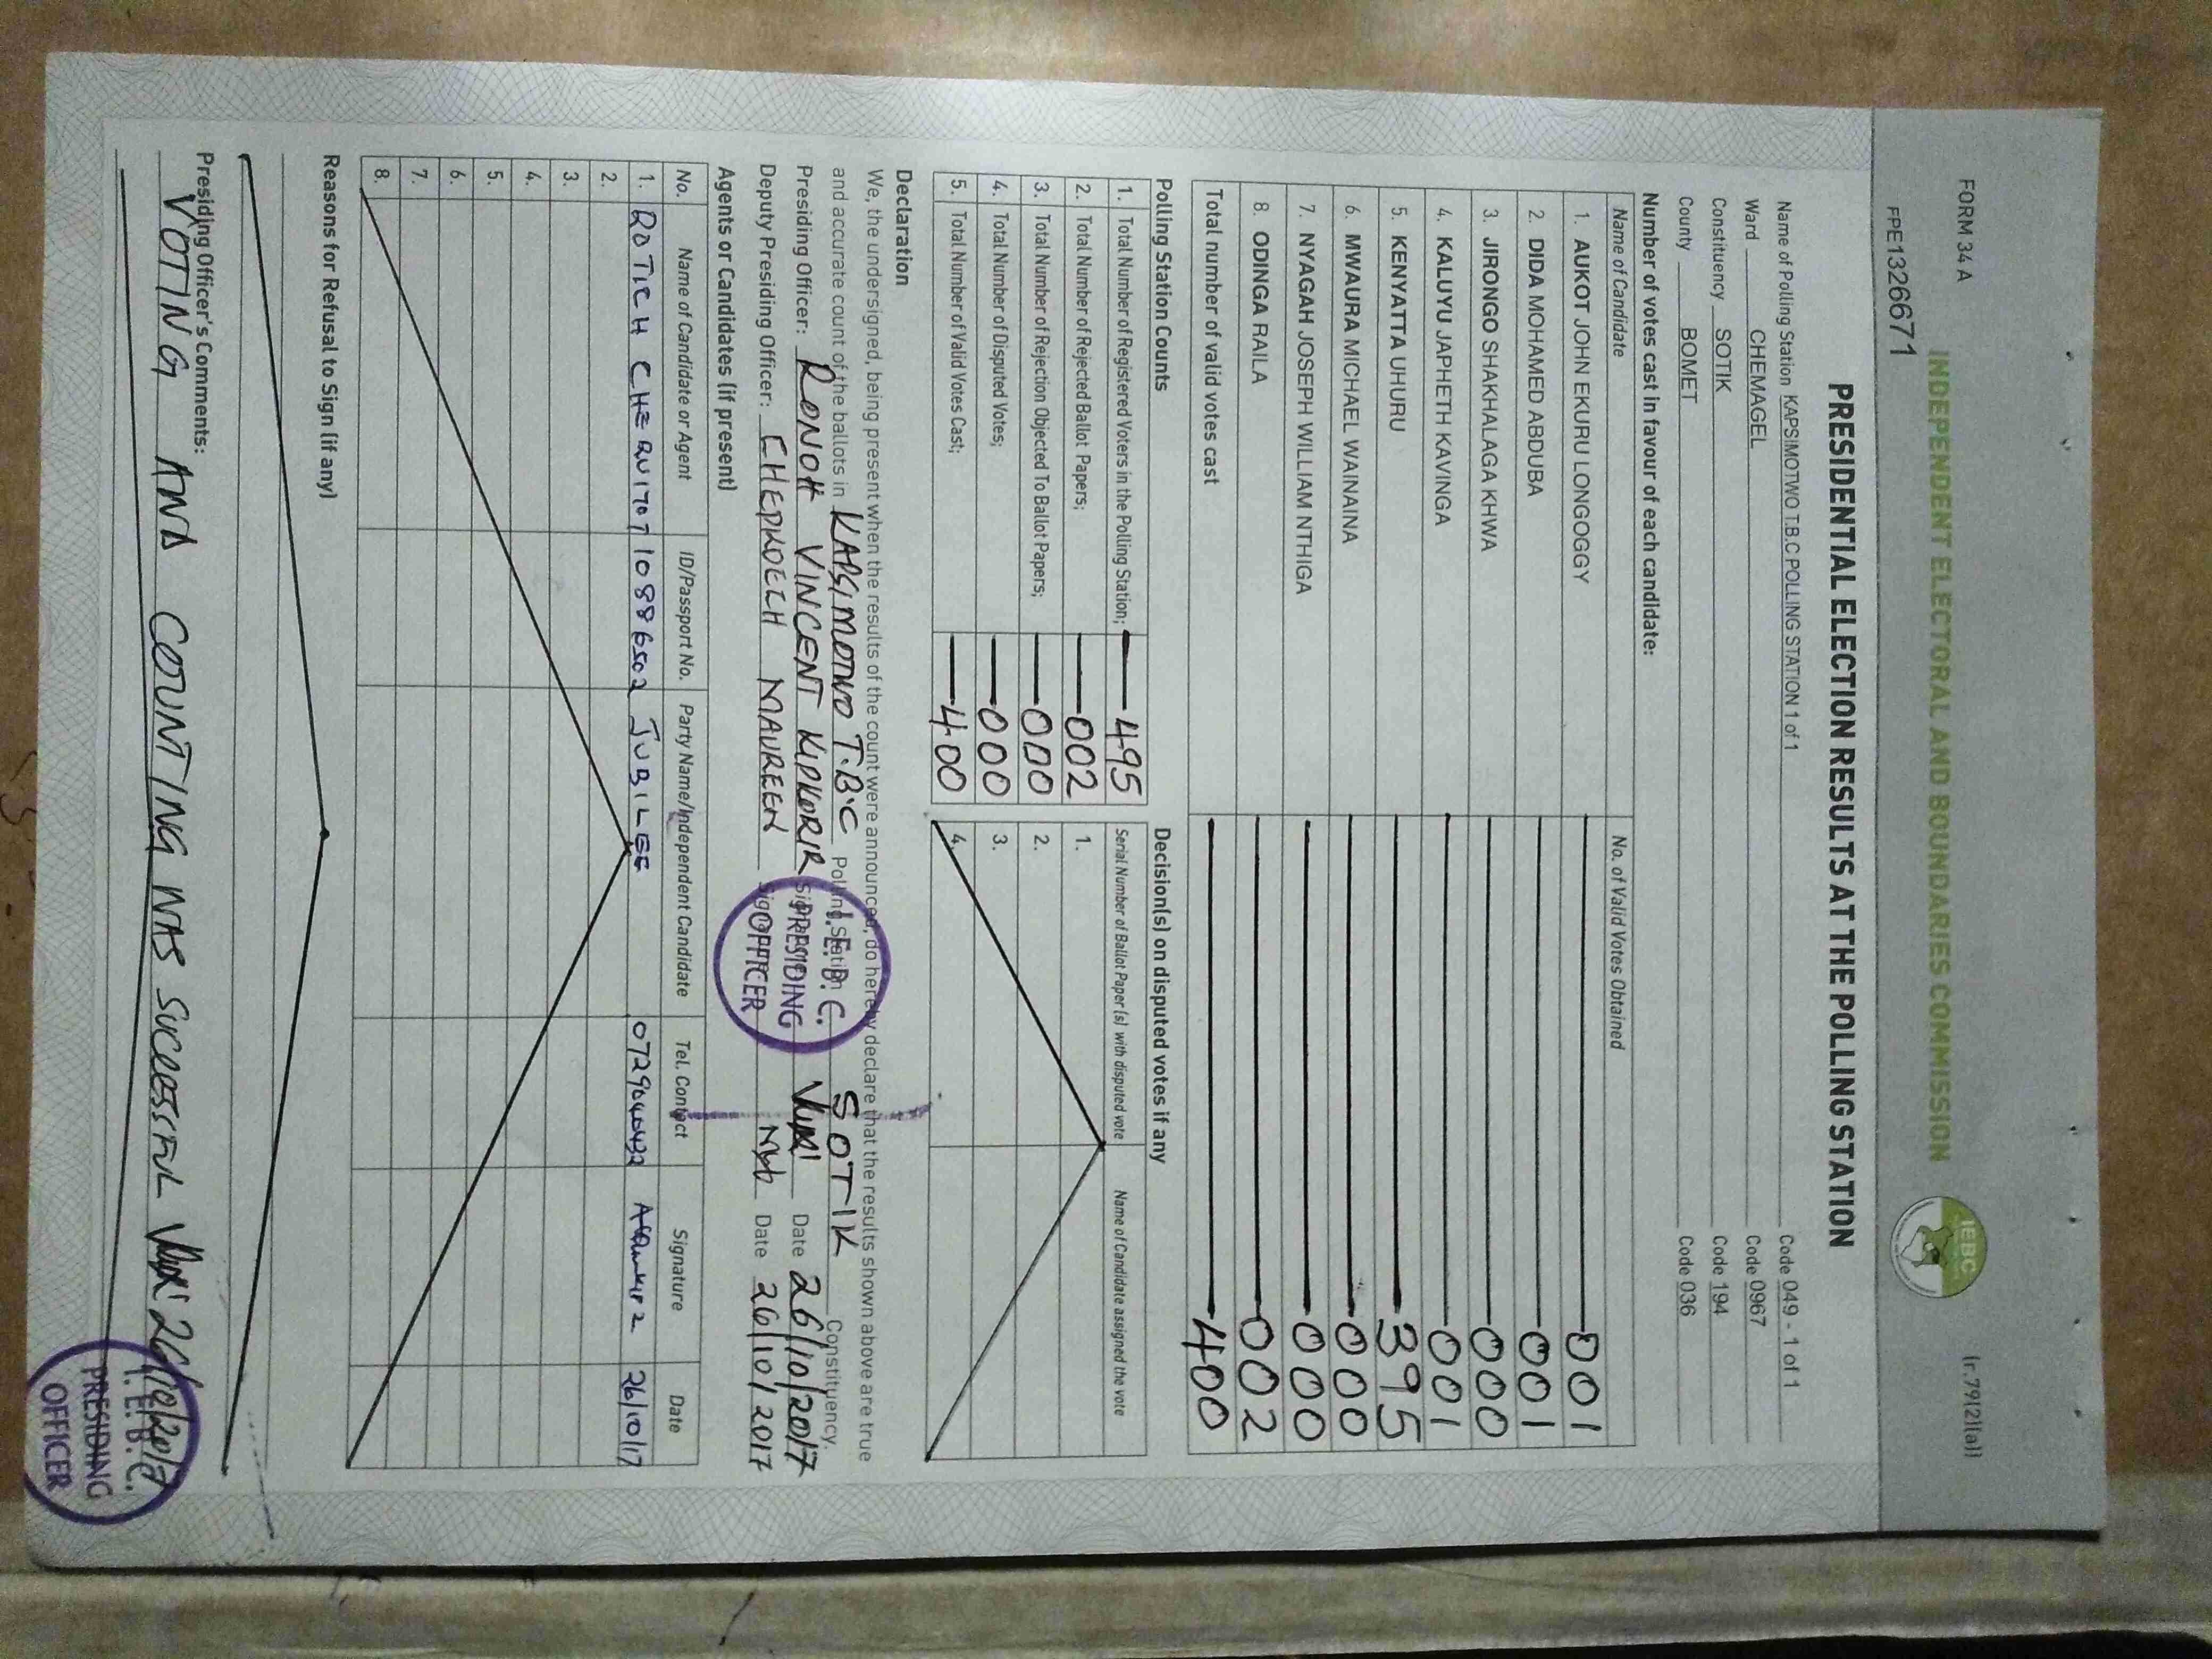 FORM 34 A
(r.79(2)(a))
INDEPENDENT ELECTORAL AND BOUNDARIES COMMISSION
IEBC
FPE1326671
PRESIDENTIAL ELECTION RESULTS AT THE POLLING STATION
Name of Polling Station KAPSIMOTWO T.B.C POLLING STATION 1 of 1 Code 049 - 1 of 1
Ward CHEMAGEL Code 0967
Constituency SOTIK Code 194
County BOMET Code 036
Number of votes cast in favour of each candidate:
Name of Candidate No. of Valid Votes Obtained
1. AUKOT JOHN EKURU LONGOGGY 001
2. DIDA MOHAMED ABDUBA 001
3. JIRONGO SHAKHALAGA KHWA 000
4. KALUYU JAPHETH KAVINGA 001
5. KENYATTA UHURU 395
6. MWAURA MICHAEL WAINAINA 000
7. NYAGAH JOSEPH WILLIAM NTHIGA 000
8. ODINGA RAILA 002
Total number of valid votes cast 400
Polling Station Counts
1. Total Number of Registered Voters in the Polling Station; 495
2. Total Number of Rejected Ballot Papers; 002
3. Total Number of Rejection Objected To Ballot Papers; 000
4. Total Number of Disputed Votes; 000
5. Total Number of Valid Votes Cast; 400
Decision(s) on disputed votes if any
Serial Number of Ballot Paper(s) with disputed vote Name of Candidate assigned the vote
1.
2.
3.
4.
Declaration
We, the undersigned, being present when the results of the count were announced, do hereby declare that the results shown above are true
and accurate count of the ballots in KAPSIMOTWO T.B.C Polling Station SOTIK Constituency.
Presiding Officer: RONOH VINCENT KIPKORIR Date 26/10/2017
Deputy Presiding Officer: CHEPKOECH MAUREEN Date 26/10/2017
I.E.B.C.
PRESIDING
OFFICER
Agents or Candidates (if present)
No. Name of Candidate or Agent ID/Passport No. Party Name/Independent Candidate Tel. Contact Signature Date
1. ROTICH 10886502 JUBILEE 26/10/17
2.
3.
4.
5.
6.
7.
8.
Reasons for Refusal to Sign (if any)
Presiding Officer's Comments:
VOTING AND COUNTING WAS SUCESSFUL 26/10/2017
I.E.B.C.
PRESIDING
OFFICER